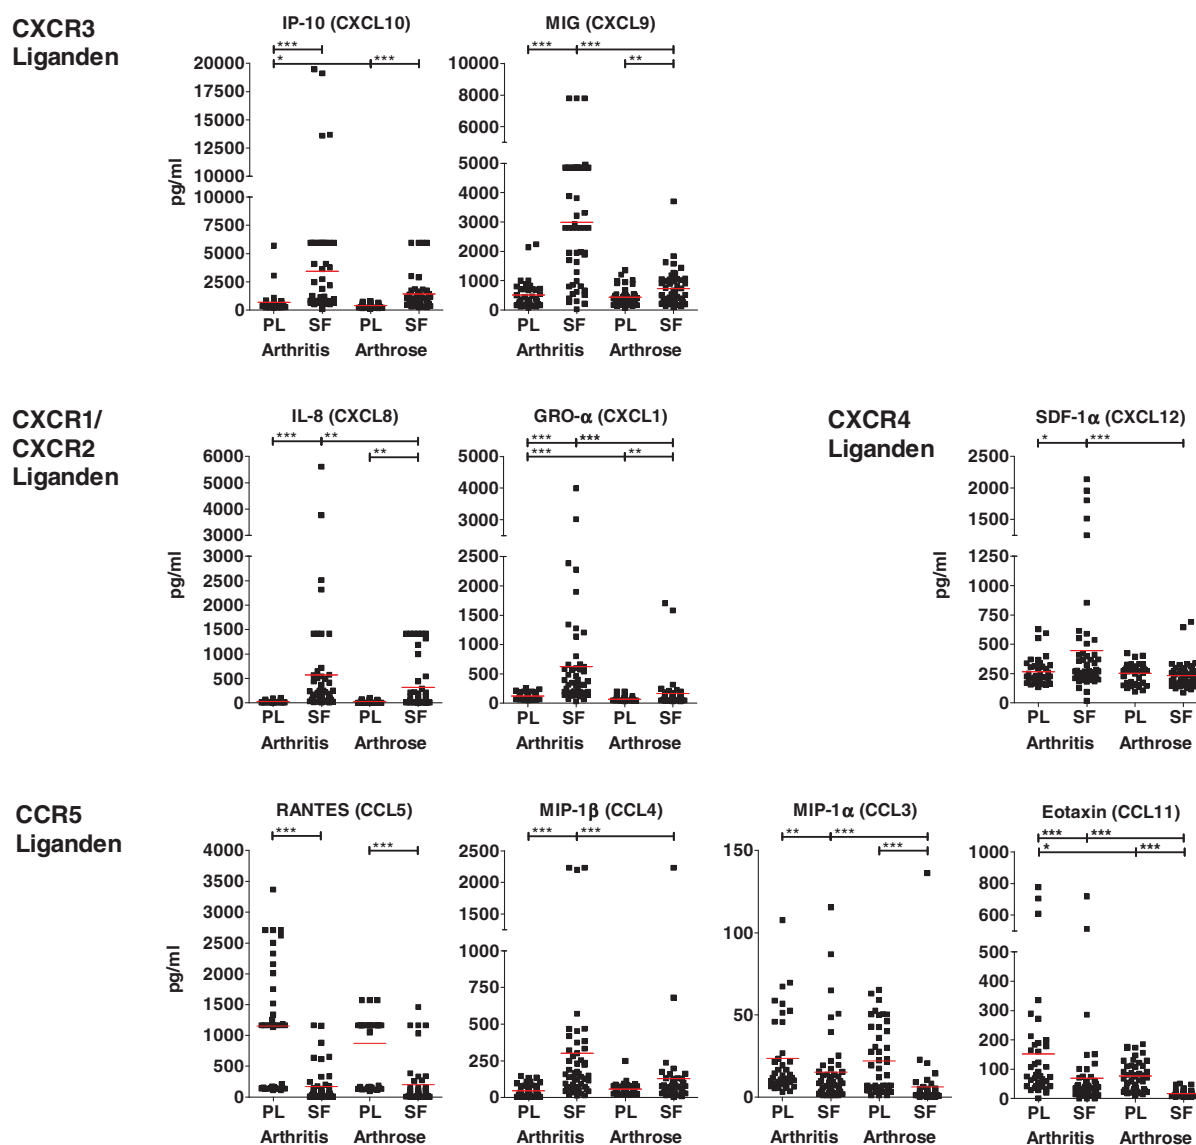 CXCR3
Liganden
IP-10 (CXCL10)
***
*
***
20000
17500
15000
12500
10000
10000
7500
5000
2500
0
pg/ml
PL SF PL SF
Arthritis Arthrose
MIG (CXCL9)
***
***
**
10000
8000
6000
5000
4000
3000
2000
1000
0
PL SF PL SF
Arthritis Arthrose
CXCR1/
CXCR2
Liganden
IL-8 (CXCL8)
***
**
**
6000
5000
4000
3000
3000
2500
2000
1500
1000
500
0
pg/ml
PL SF PL SF
Arthritis Arthrose
GRO-α (CXCL1)
***
***
***
**
5000
4000
3000
2500
2000
1500
1000
500
0
PL SF PL SF
Arthritis Arthrose
CXCR4
Liganden
SDF-1α (CXCL12)
*
***
2500
2000
1500
1250
1000
750
500
250
0
pg/ml
PL SF PL SF
Arthritis Arthrose
CCR5
Liganden
RANTES (CCL5)
***
***
4000
3500
3000
2500
2000
1500
1000
500
0
pg/ml
PL SF PL SF
Arthritis Arthrose
MIP-1β (CCL4)
***
***
2500
2000
1500
1000
1000
750
500
250
0
PL SF PL SF
Arthritis Arthrose
MIP-1α (CCL3)
**
***
***
150
100
50
0
PL SF PL SF
Arthritis Arthrose
Eotaxin (CCL11)
***
***
*
***
1000
800
600
500
400
300
200
100
0
PL SF PL SF
Arthritis Arthrose